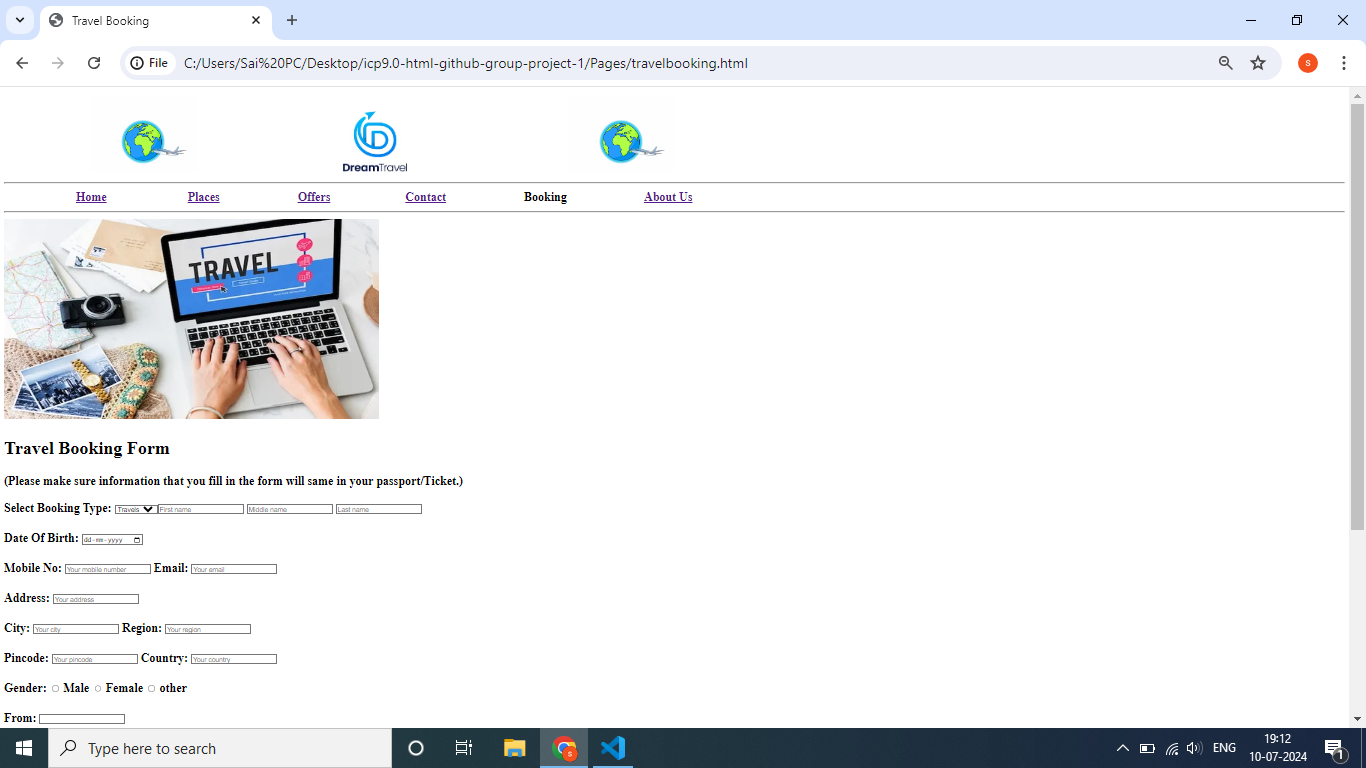 Travel Booking
File C:/Users/Sai%20PC/Desktop/icp9.0-html-github-group-project-1/Pages/travelbooking.html
s
D
DreamTravel
Home Places Offers Contact Booking About Us
TRAVEL
Travel Booking Form
(Please make sure information that you fill in the form will same in your passport/Ticket.)
Select Booking Type: Travels First name Middle name Last name
Date Of Birth: dd-mm-yyyy
Mobile No: Your mobile number Email: Your email
Address: Your address
City: Your city Region: Your region
Pincode: Your pincode Country: Your country
Gender: Male Female other
From:
Type here to search
s
ENG
19:12
10-07-2024
1